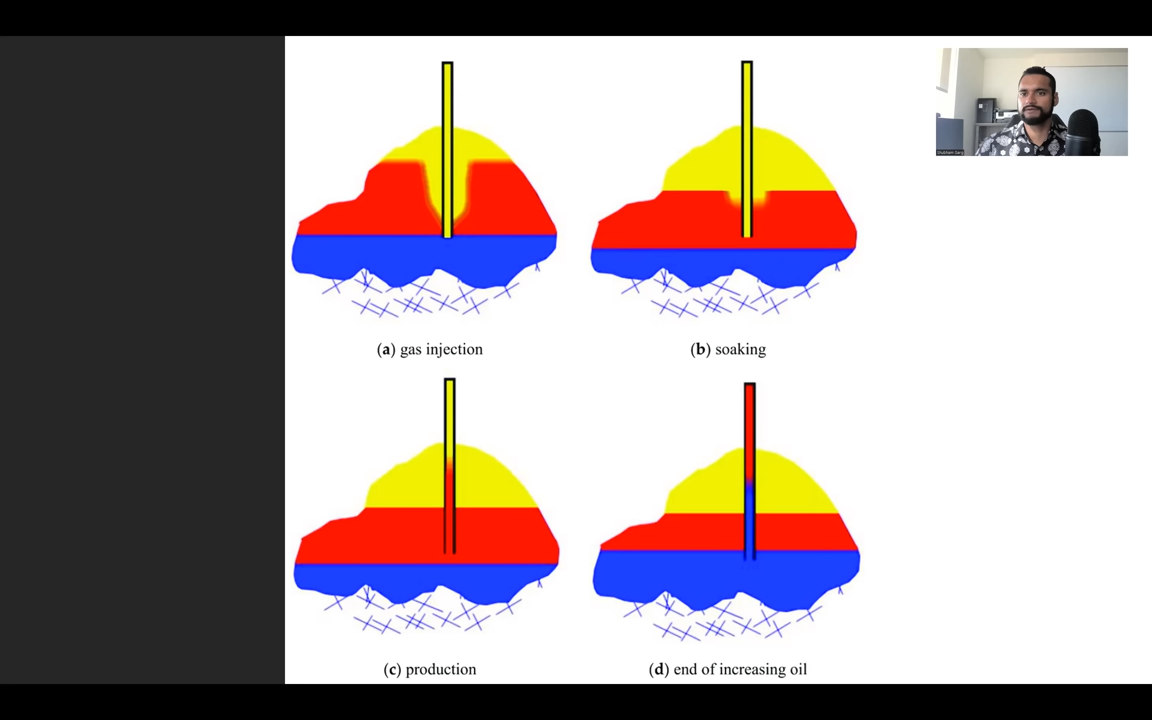 (a) gas injection
(b) soaking
(c) production
(d) end of increasing oil